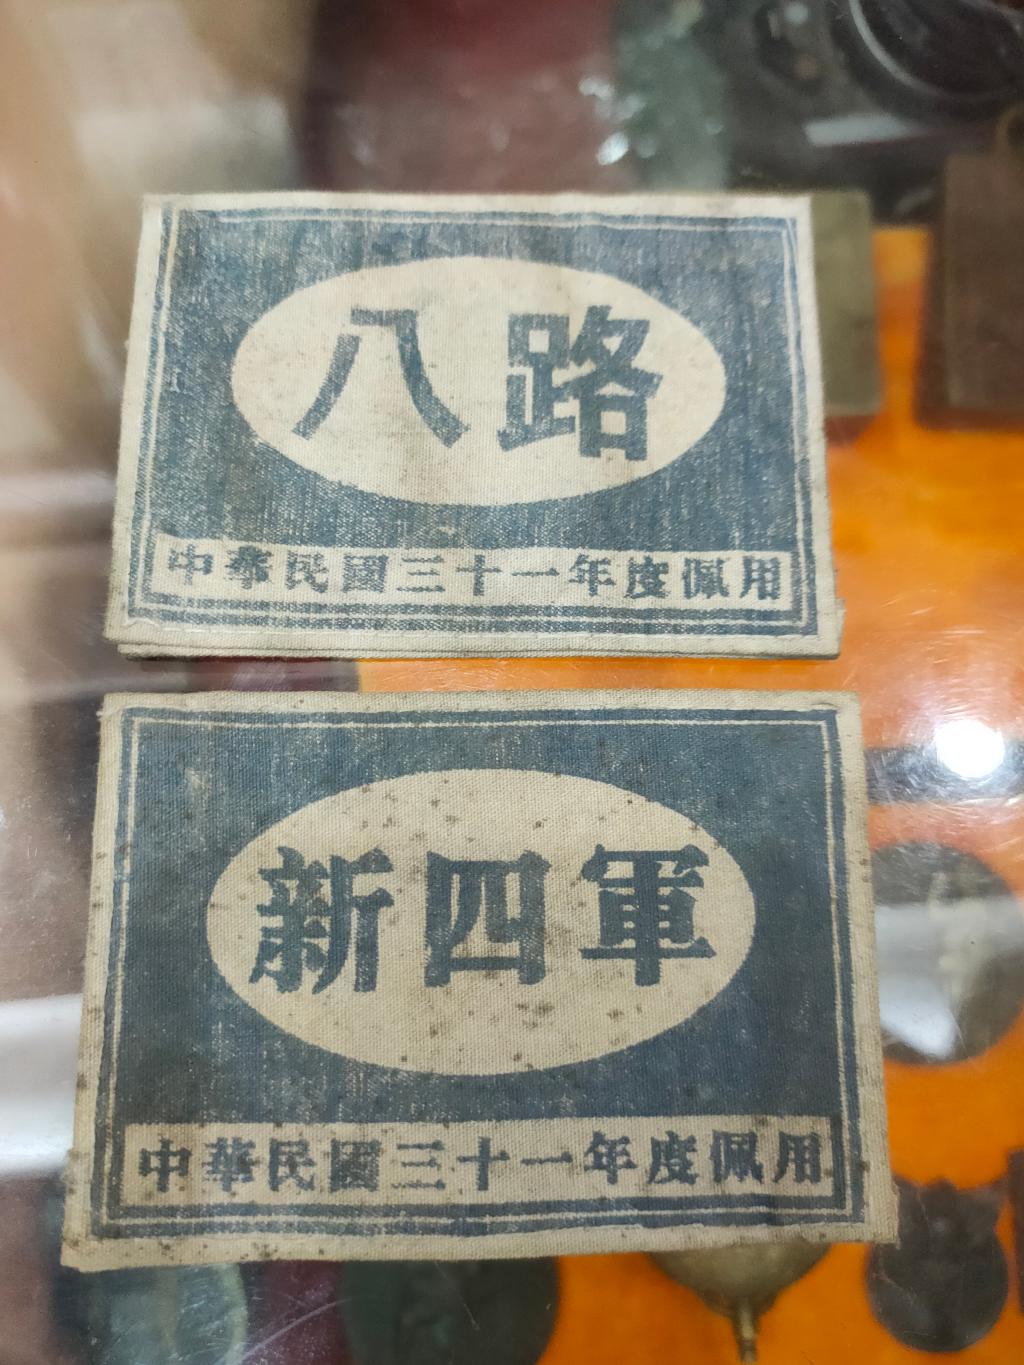 八路
中華民國三十一年度佩用
新四軍
中華民國三十一年度佩用